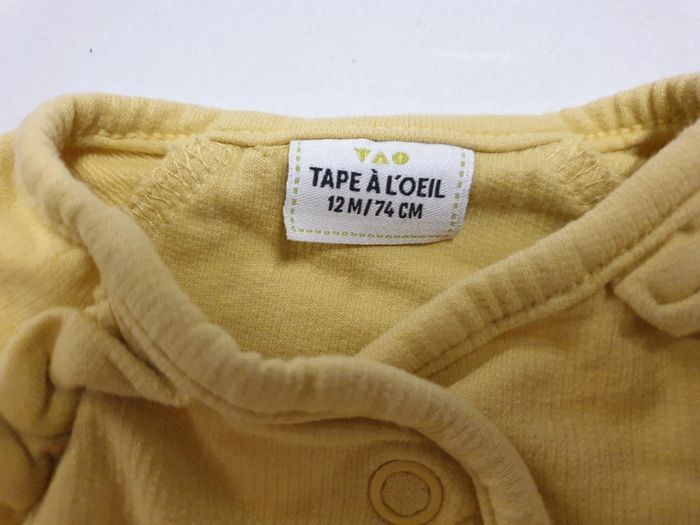 TAO
TAPE À L'OEIL
12 M/74 CM